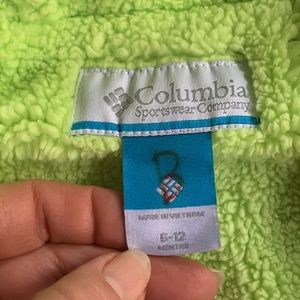 Columbia
Sportswear Company
MADE IN VIETNAM
6-12
MONTHS